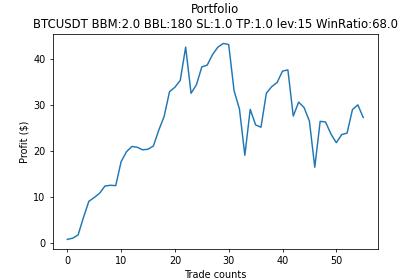 Portfolio
BTCUSDT BBM:2.0 BBL:180 SL:1.0 TP:1.0 lev:15 WinRatio:68.0
Profit ($)
40
30
20
10
0
0 10 20 30 40 50
Trade counts